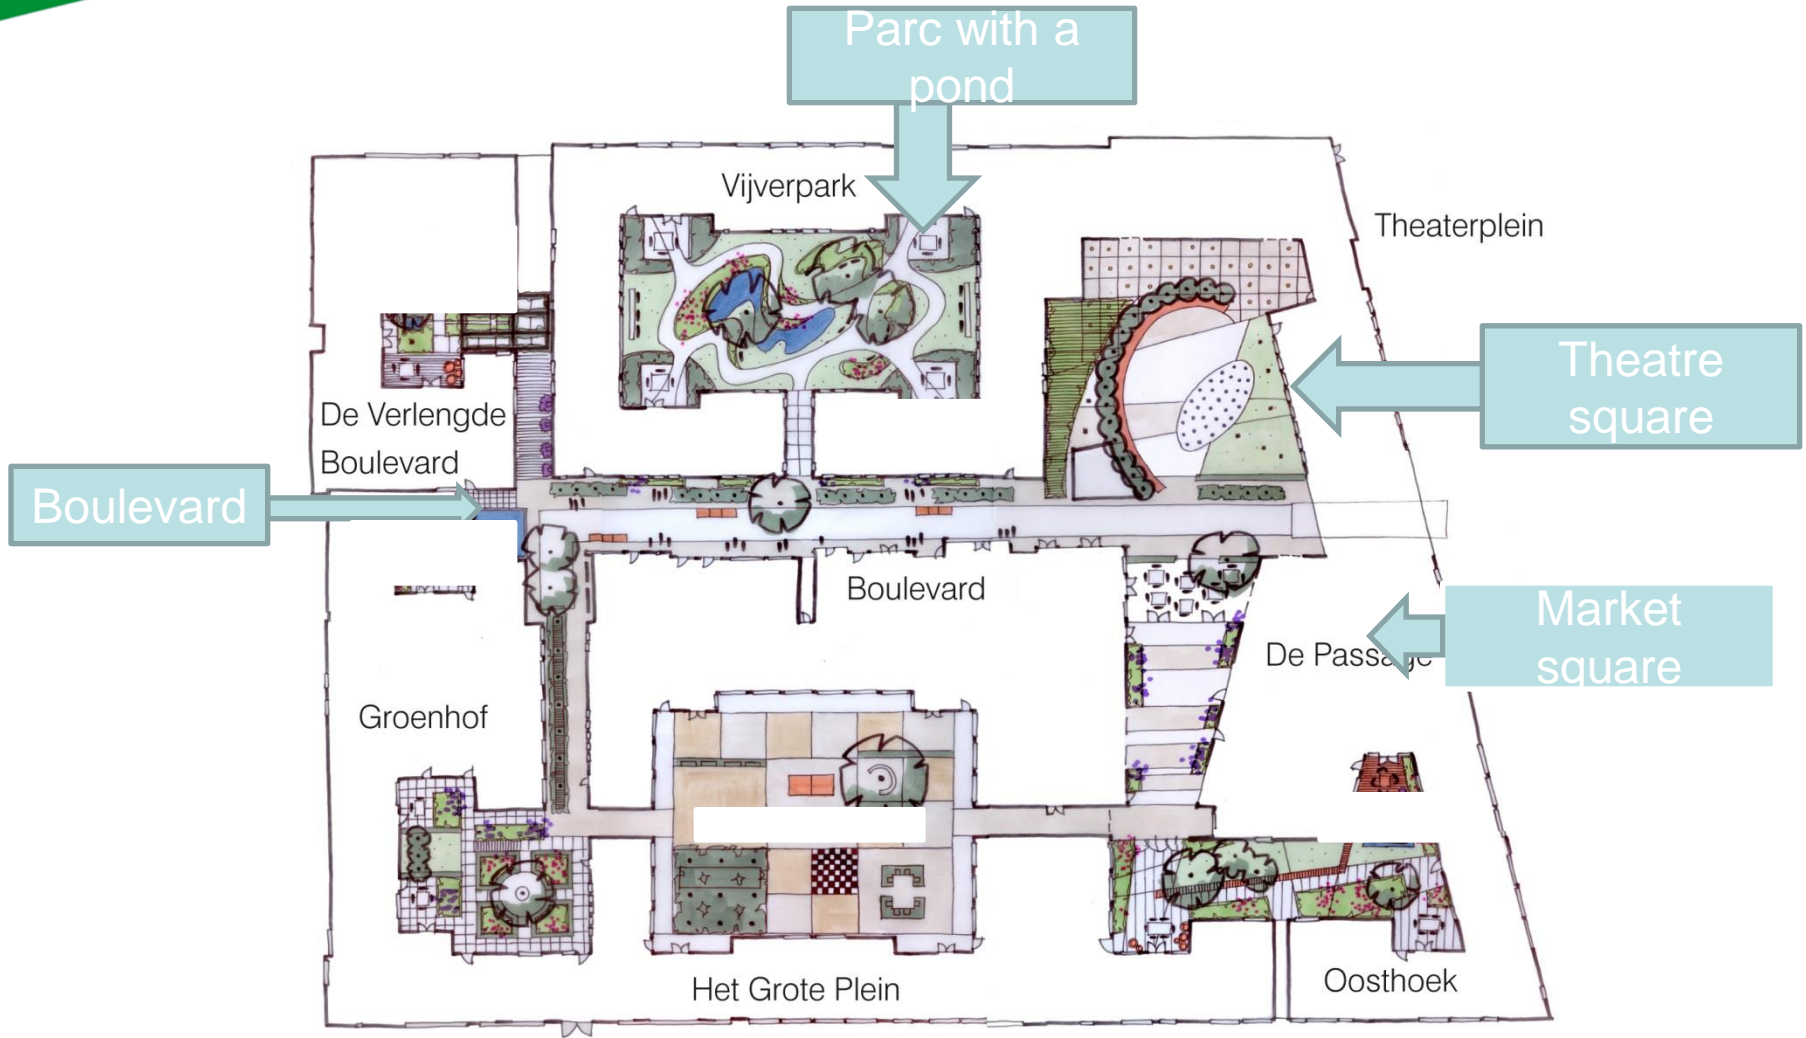 Parc with a
pond
Vijverpark
Theaterplein
Theatre
square
De Verlengde
Boulevard
Boulevard
Boulevard
Market
square
De Passage
Groenhof
Het Grote Plein
Oosthoek